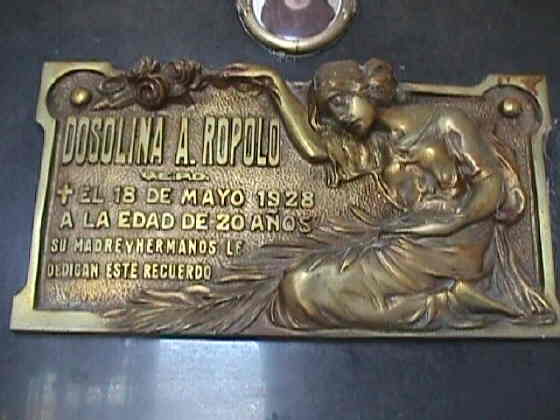 DOSOLINA A. ROPOLO
Q.E.P.D.
✝ EL 18 DE MAYO 1928
A LA EDAD DE 20 AÑOS
SU MADRE Y HERMANOS LE
DEDICAN ESTE RECUERDO